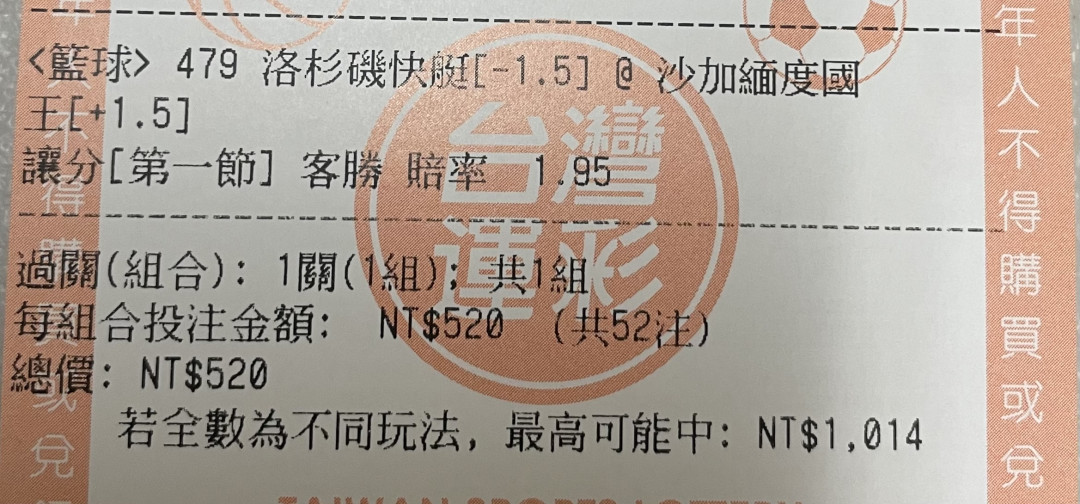 <籃球> 479 洛杉磯快艇[-1.5] @ 沙加緬度國
王[+1.5]
讓分[第一節] 客勝 賠率 1.95
過關(組合): 1關(1組); 共1組
每組合投注金額: NT$520 (共52注)
總價: NT$520
若全數為不同玩法, 最高可能中: NT$1,014
台灣
運彩
年人不得購買或兌
TAIWAN SPORTS LOTTERY